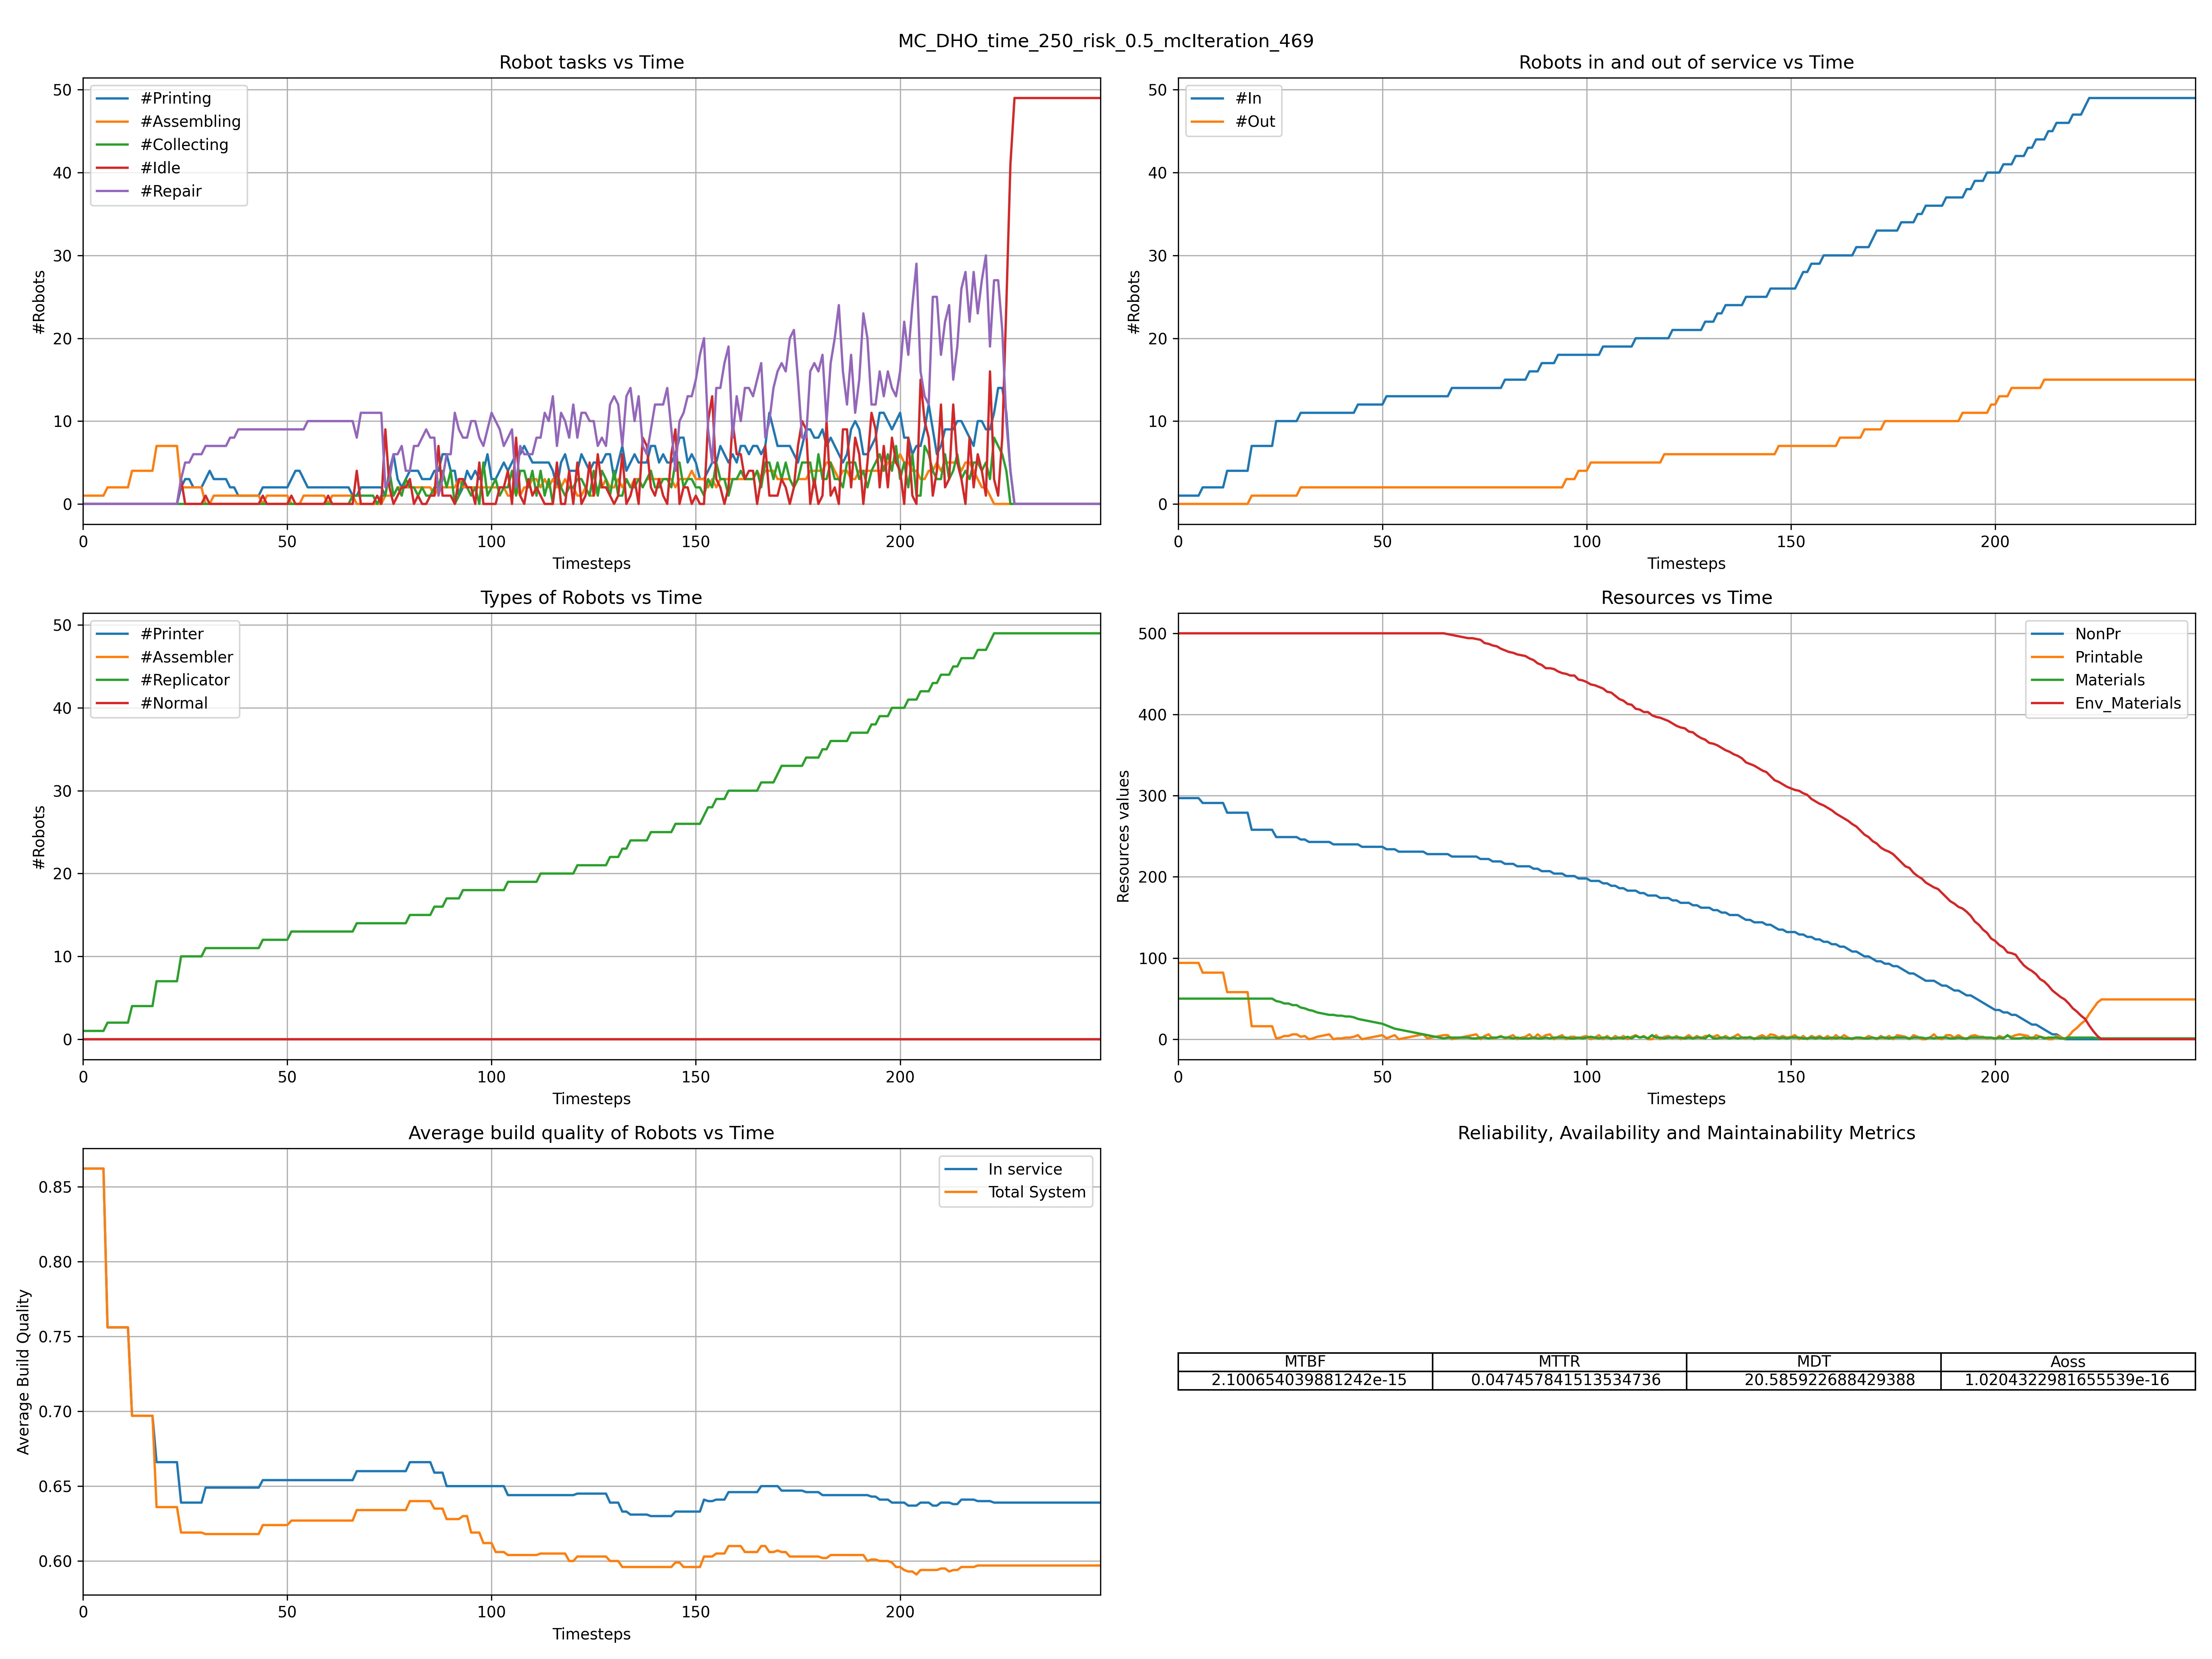 MC_DHO_time_250_risk_0.5_mcIteration_469
Robot tasks vs Time
50
40
30
20
10
0
#Robots
#Printing
#Assembling
#Collecting
#Idle
#Repair
0 50 100 150 200
Timesteps
Robots in and out of service vs Time
50
40
30
20
10
0
#Robots
#In
#Out
0 50 100 150 200
Timesteps
Types of Robots vs Time
50
40
30
20
10
0
#Robots
#Printer
#Assembler
#Replicator
#Normal
0 50 100 150 200
Timesteps
Resources vs Time
500
400
300
200
100
0
Resources values
NonPr
Printable
Materials
Env_Materials
0 50 100 150 200
Timesteps
Average build quality of Robots vs Time
0.85
0.80
0.75
0.70
0.65
0.60
Average Build Quality
In service
Total System
0 50 100 150 200
Timesteps
Reliability, Availability and Maintainability Metrics
MTBF MTTR MDT Aoss
2.100654039881242e-15 0.047457841513534736 20.585922688429388 1.0204322981655539e-16